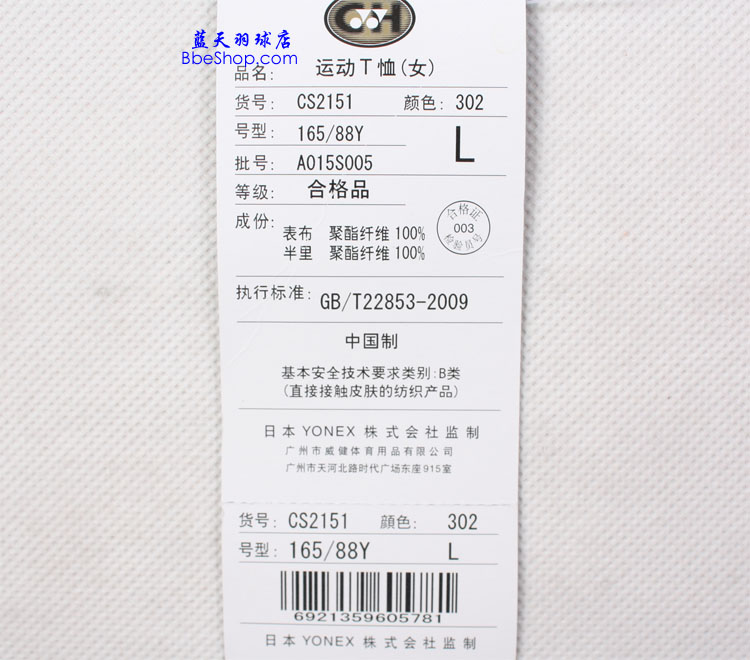 CH
蓝天羽球店
BbeShop.com
品名: 运动T恤(女)
货号: CS2151 颜色: 302
号型: 165/88Y L
批号: A015S005
等级: 合格品
成份:
表布 聚酯纤维 100%
半里 聚酯纤维 100%
合格证
003
检验员号
执行标准: GB/T22853-2009
中国制
基本安全技术要求类别:B类
(直接接触皮肤的纺织产品)
日本 YONEX 株式会社监制
广州市威健体育用品有限公司
广州市天河北路时代广场东座915室
货号: CS2151 颜色: 302
号型: 165/88Y L
6921359605781
日本 YONEX 株式会社监制